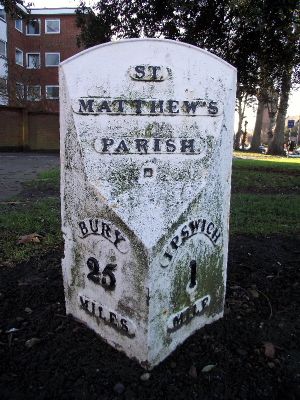 ST.
MATTHEW'S
PARISH
BURY
25
MILES
IPSWICH
1
MILE